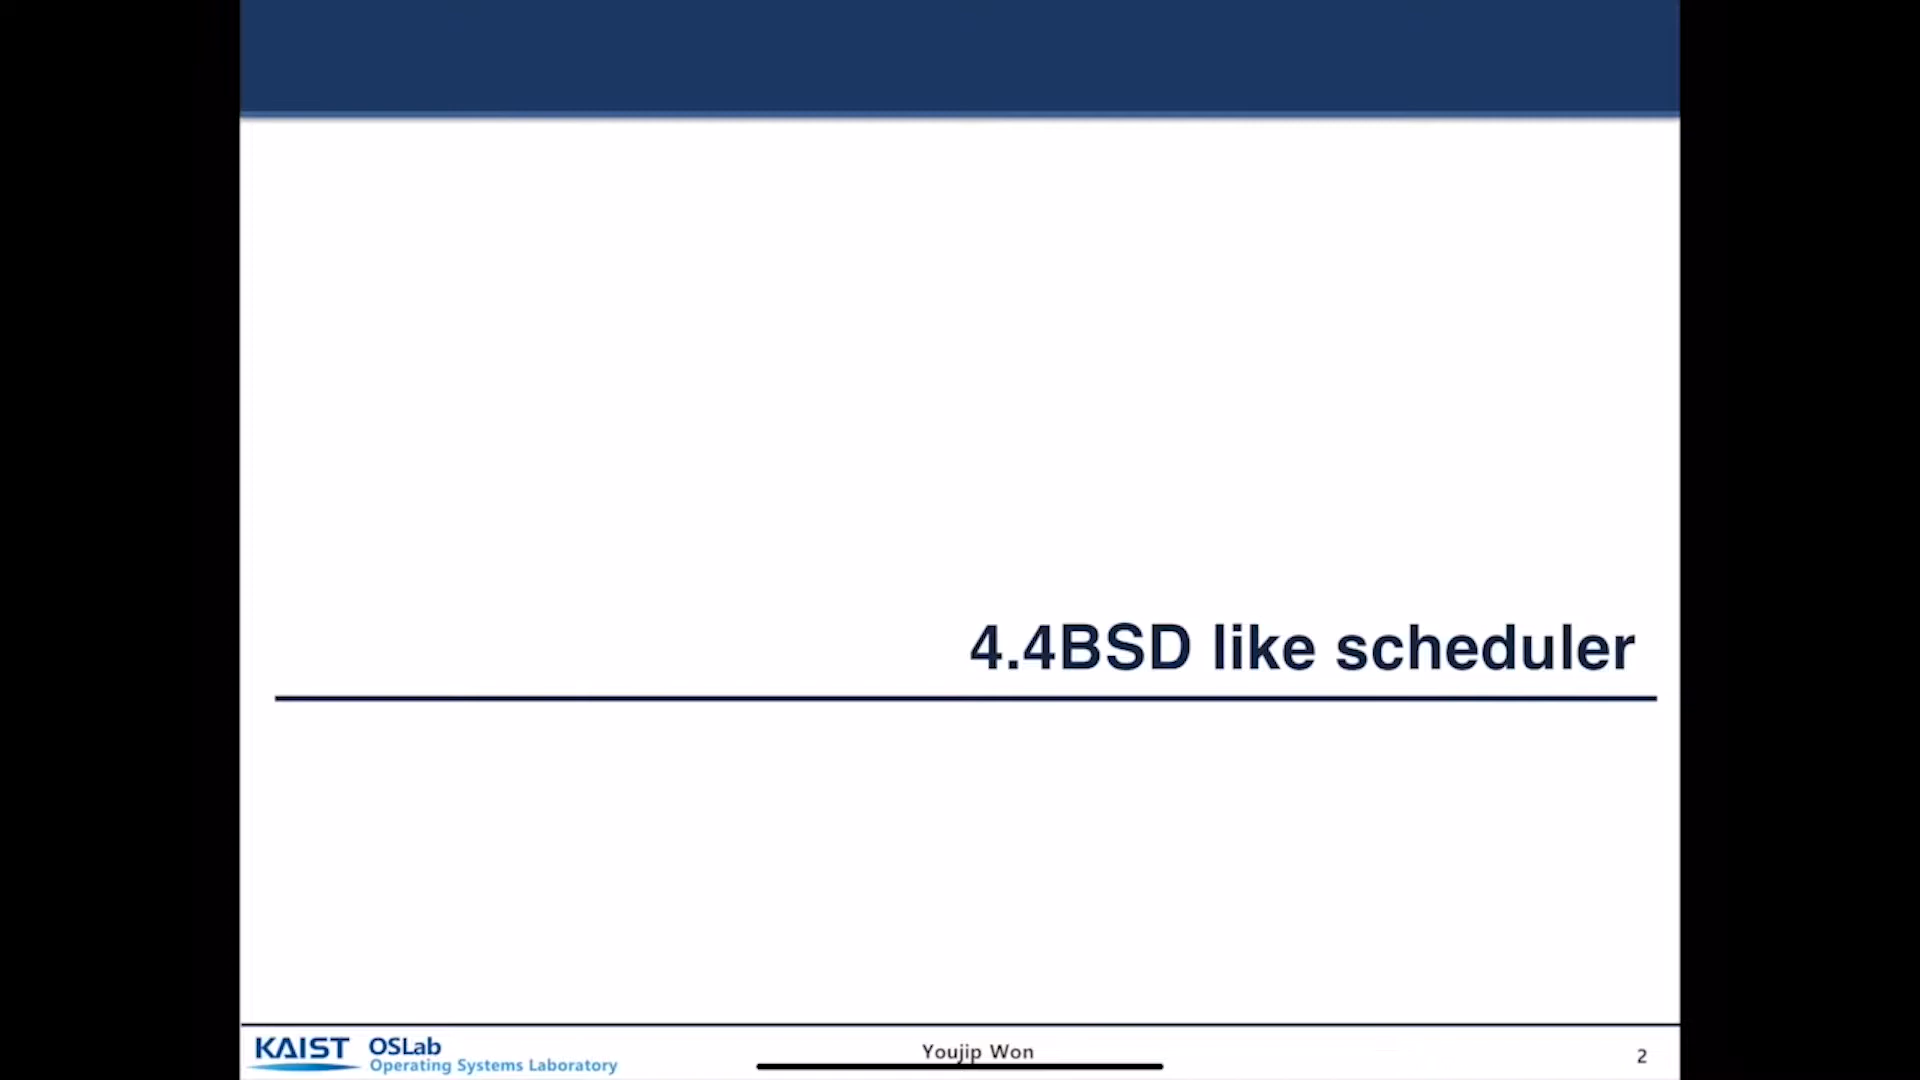 4.4BSD like scheduler
KAIST OSLab
Operating Systems Laboratory
Youjip Won
2